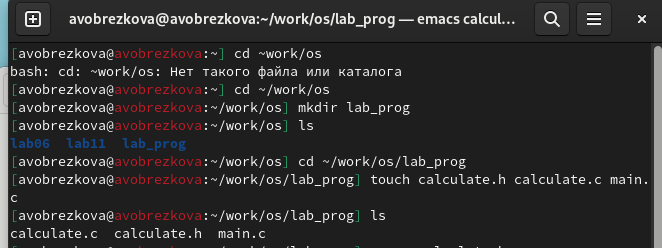 avobrezkova@avobrezkova:~/work/os/lab_prog — emacs calcul…
[avobrezkova@avobrezkova:~] cd ~work/os
bash: cd: ~work/os: Нет такого файла или каталога
[avobrezkova@avobrezkova:~] cd ~/work/os
[avobrezkova@avobrezkova:~/work/os] mkdir lab_prog
[avobrezkova@avobrezkova:~/work/os] ls
lab06  lab11  lab_prog
[avobrezkova@avobrezkova:~/work/os] cd ~/work/os/lab_prog
[avobrezkova@avobrezkova:~/work/os/lab_prog] touch calculate.h calculate.c main.
c
[avobrezkova@avobrezkova:~/work/os/lab_prog] ls
calculate.c  calculate.h  main.c